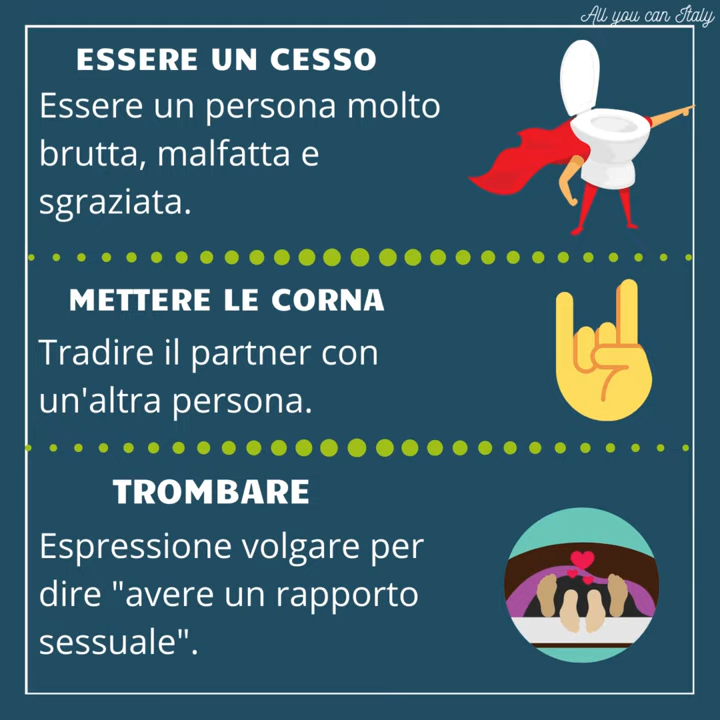 All you can Italy
ESSERE UN CESSO
Essere un persona molto
brutta, malfatta e
sgraziata.
METTERE LE CORNA
Tradire il partner con
un'altra persona.
TROMBARE
Espressione volgare per
dire "avere un rapporto
sessuale".